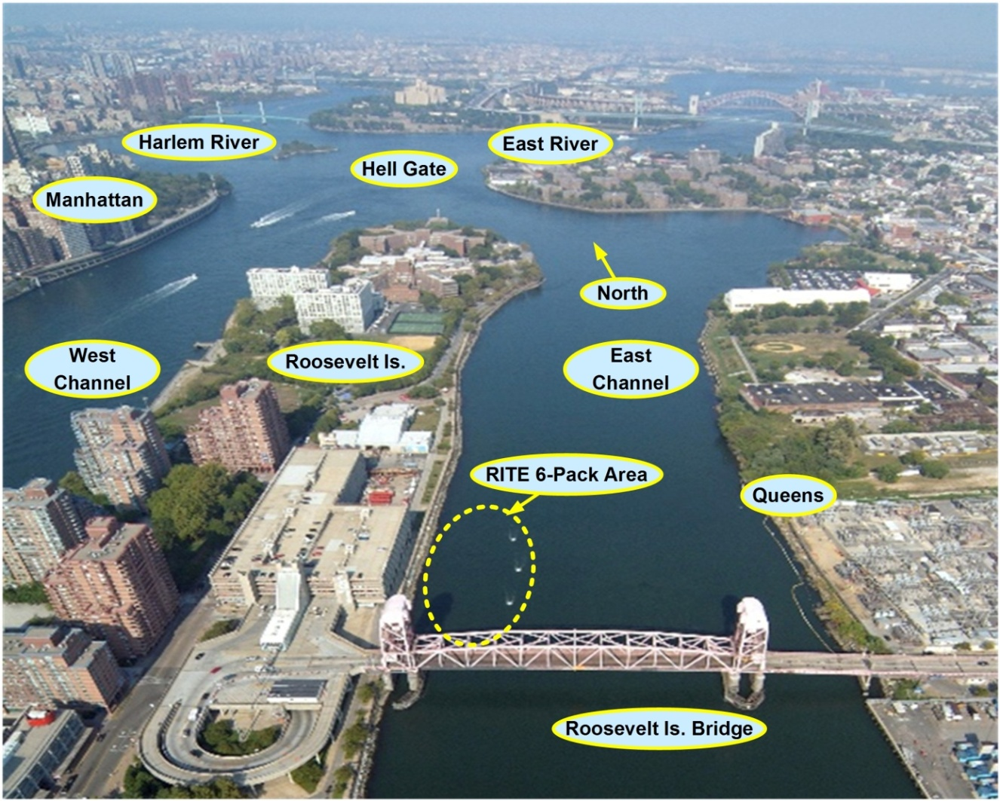 Harlem River
East River
Hell Gate
Manhattan
North
West
Channel
Roosevelt Is.
East
Channel
RITE 6-Pack Area
Queens
Roosevelt Is. Bridge